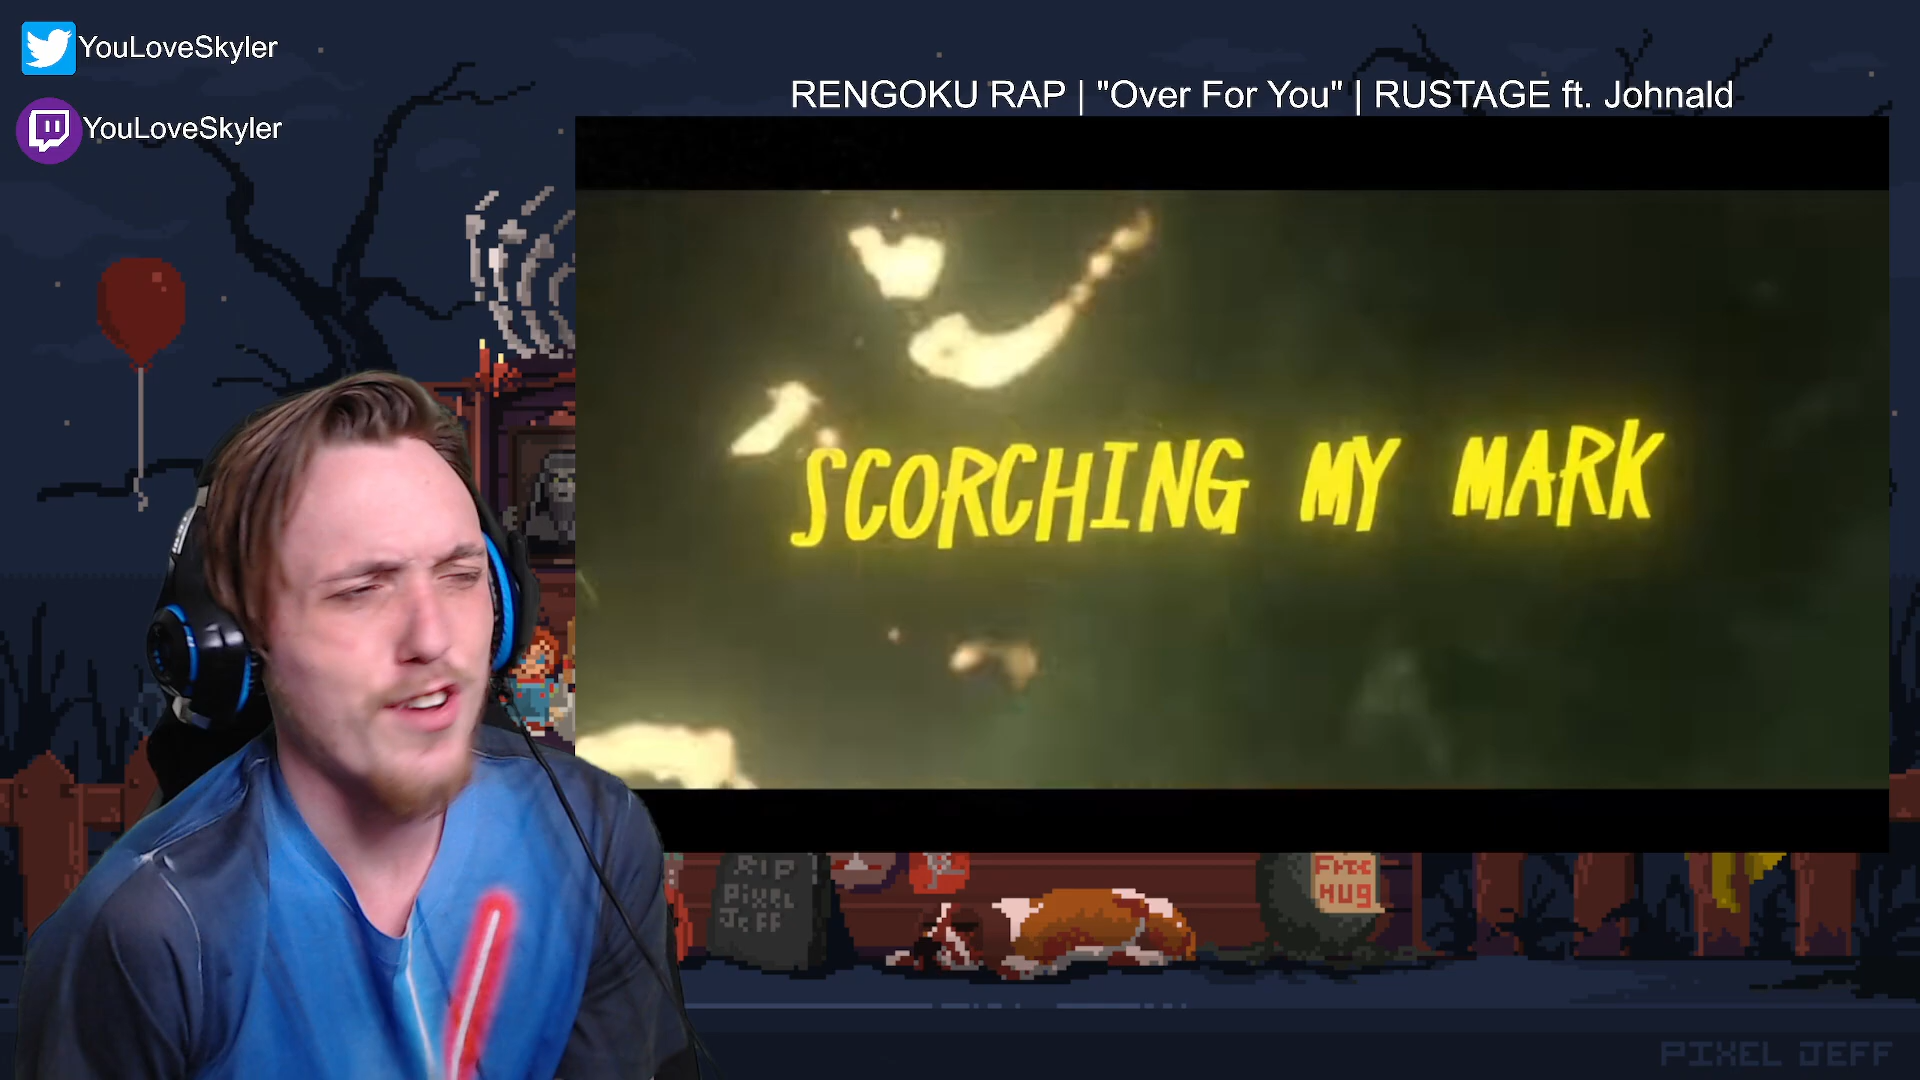 YouLoveSkyler
YouLoveSkyler
RENGOKU RAP | "Over For You" | RUSTAGE ft. Johnald
SCORCHING MY MARK
Rip
Pixel
Jeff
Free
Hug
PIXEL JEFF